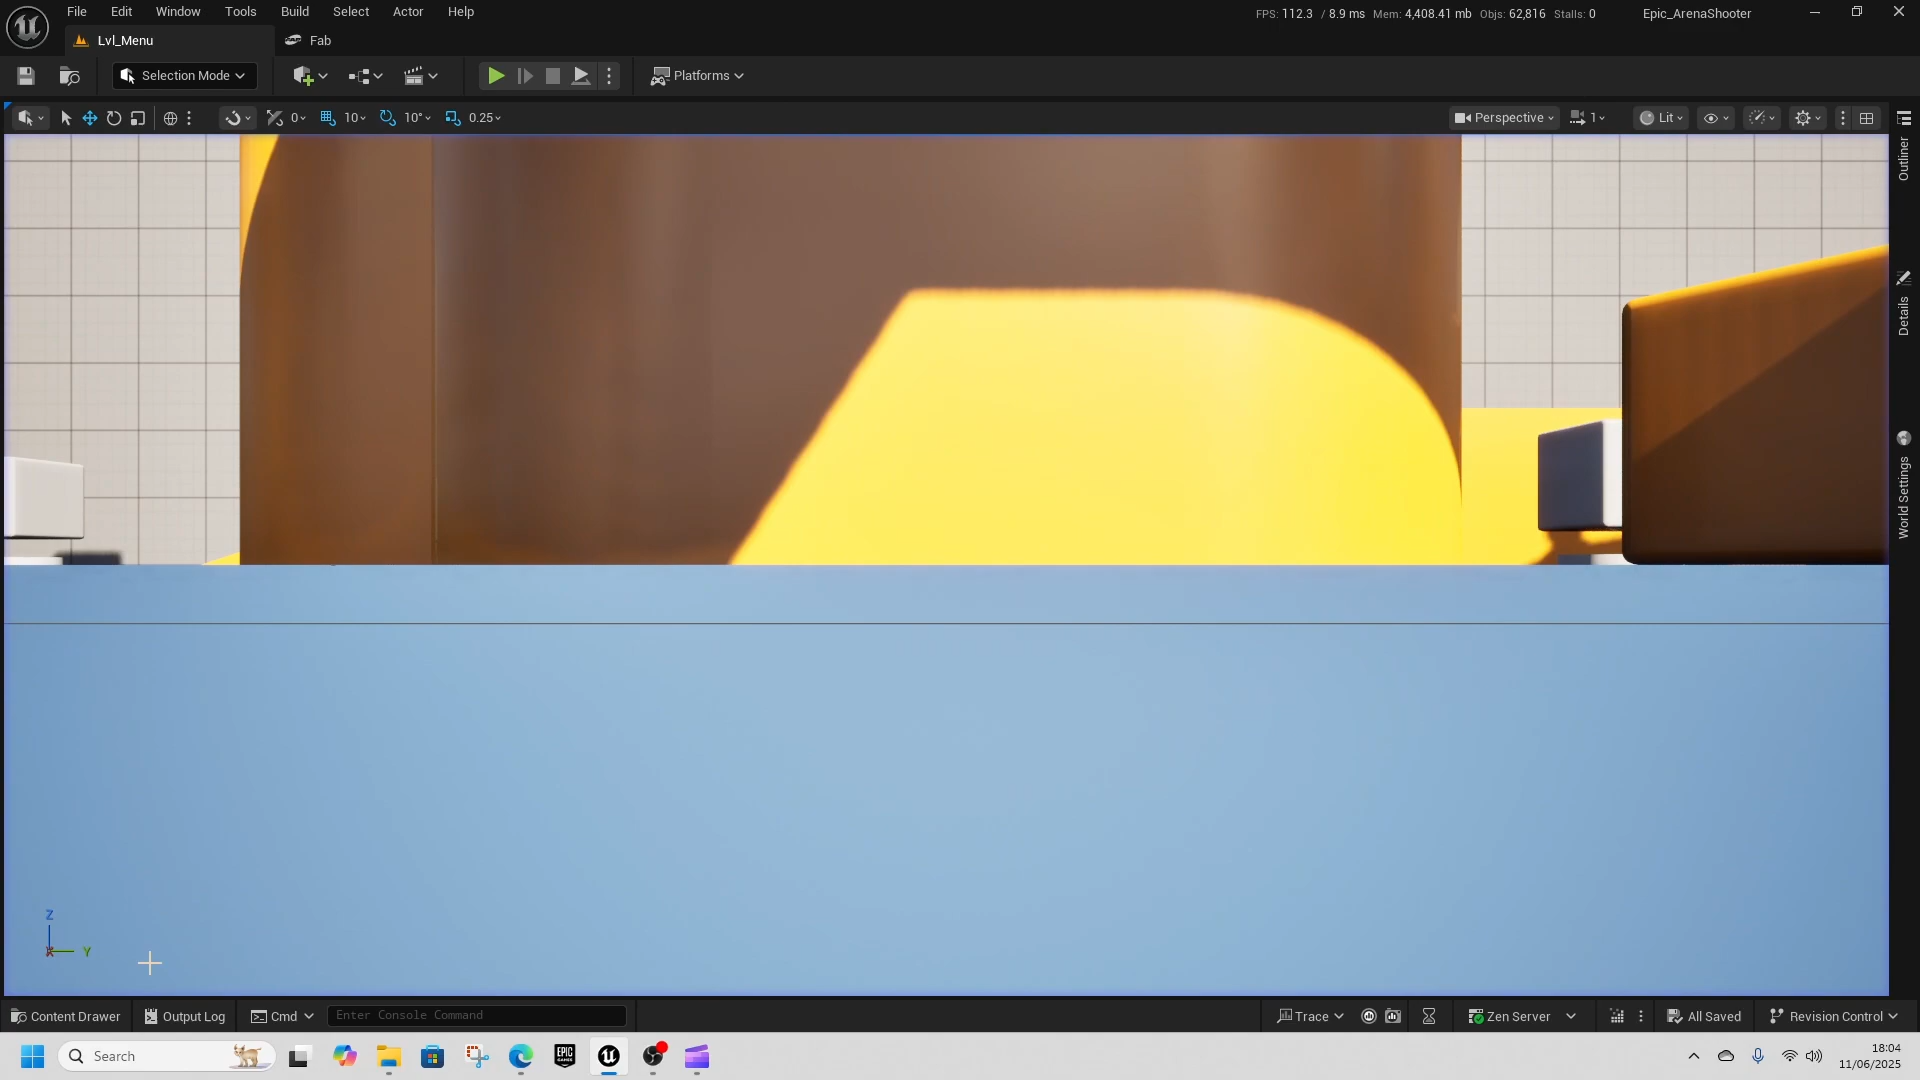 File Edit Window Tools Build Select Actor Help
FPS: 112.3 / 8.9 ms Mem: 4,408.41 mb Objs: 62,816 Stalls: 0
Epic_ArenaShooter
Lvl_Menu
Fab
Selection Mode
Platforms
0
10
10°
0.25
Perspective
1
Lit
Outliner
Details
World Settings
Z
X
Y
Content Drawer
Output Log
Cmd
Enter Console Command
Trace
Zen Server
All Saved
Revision Control
Search
EPIC
GAMES
18:04
11/06/2025